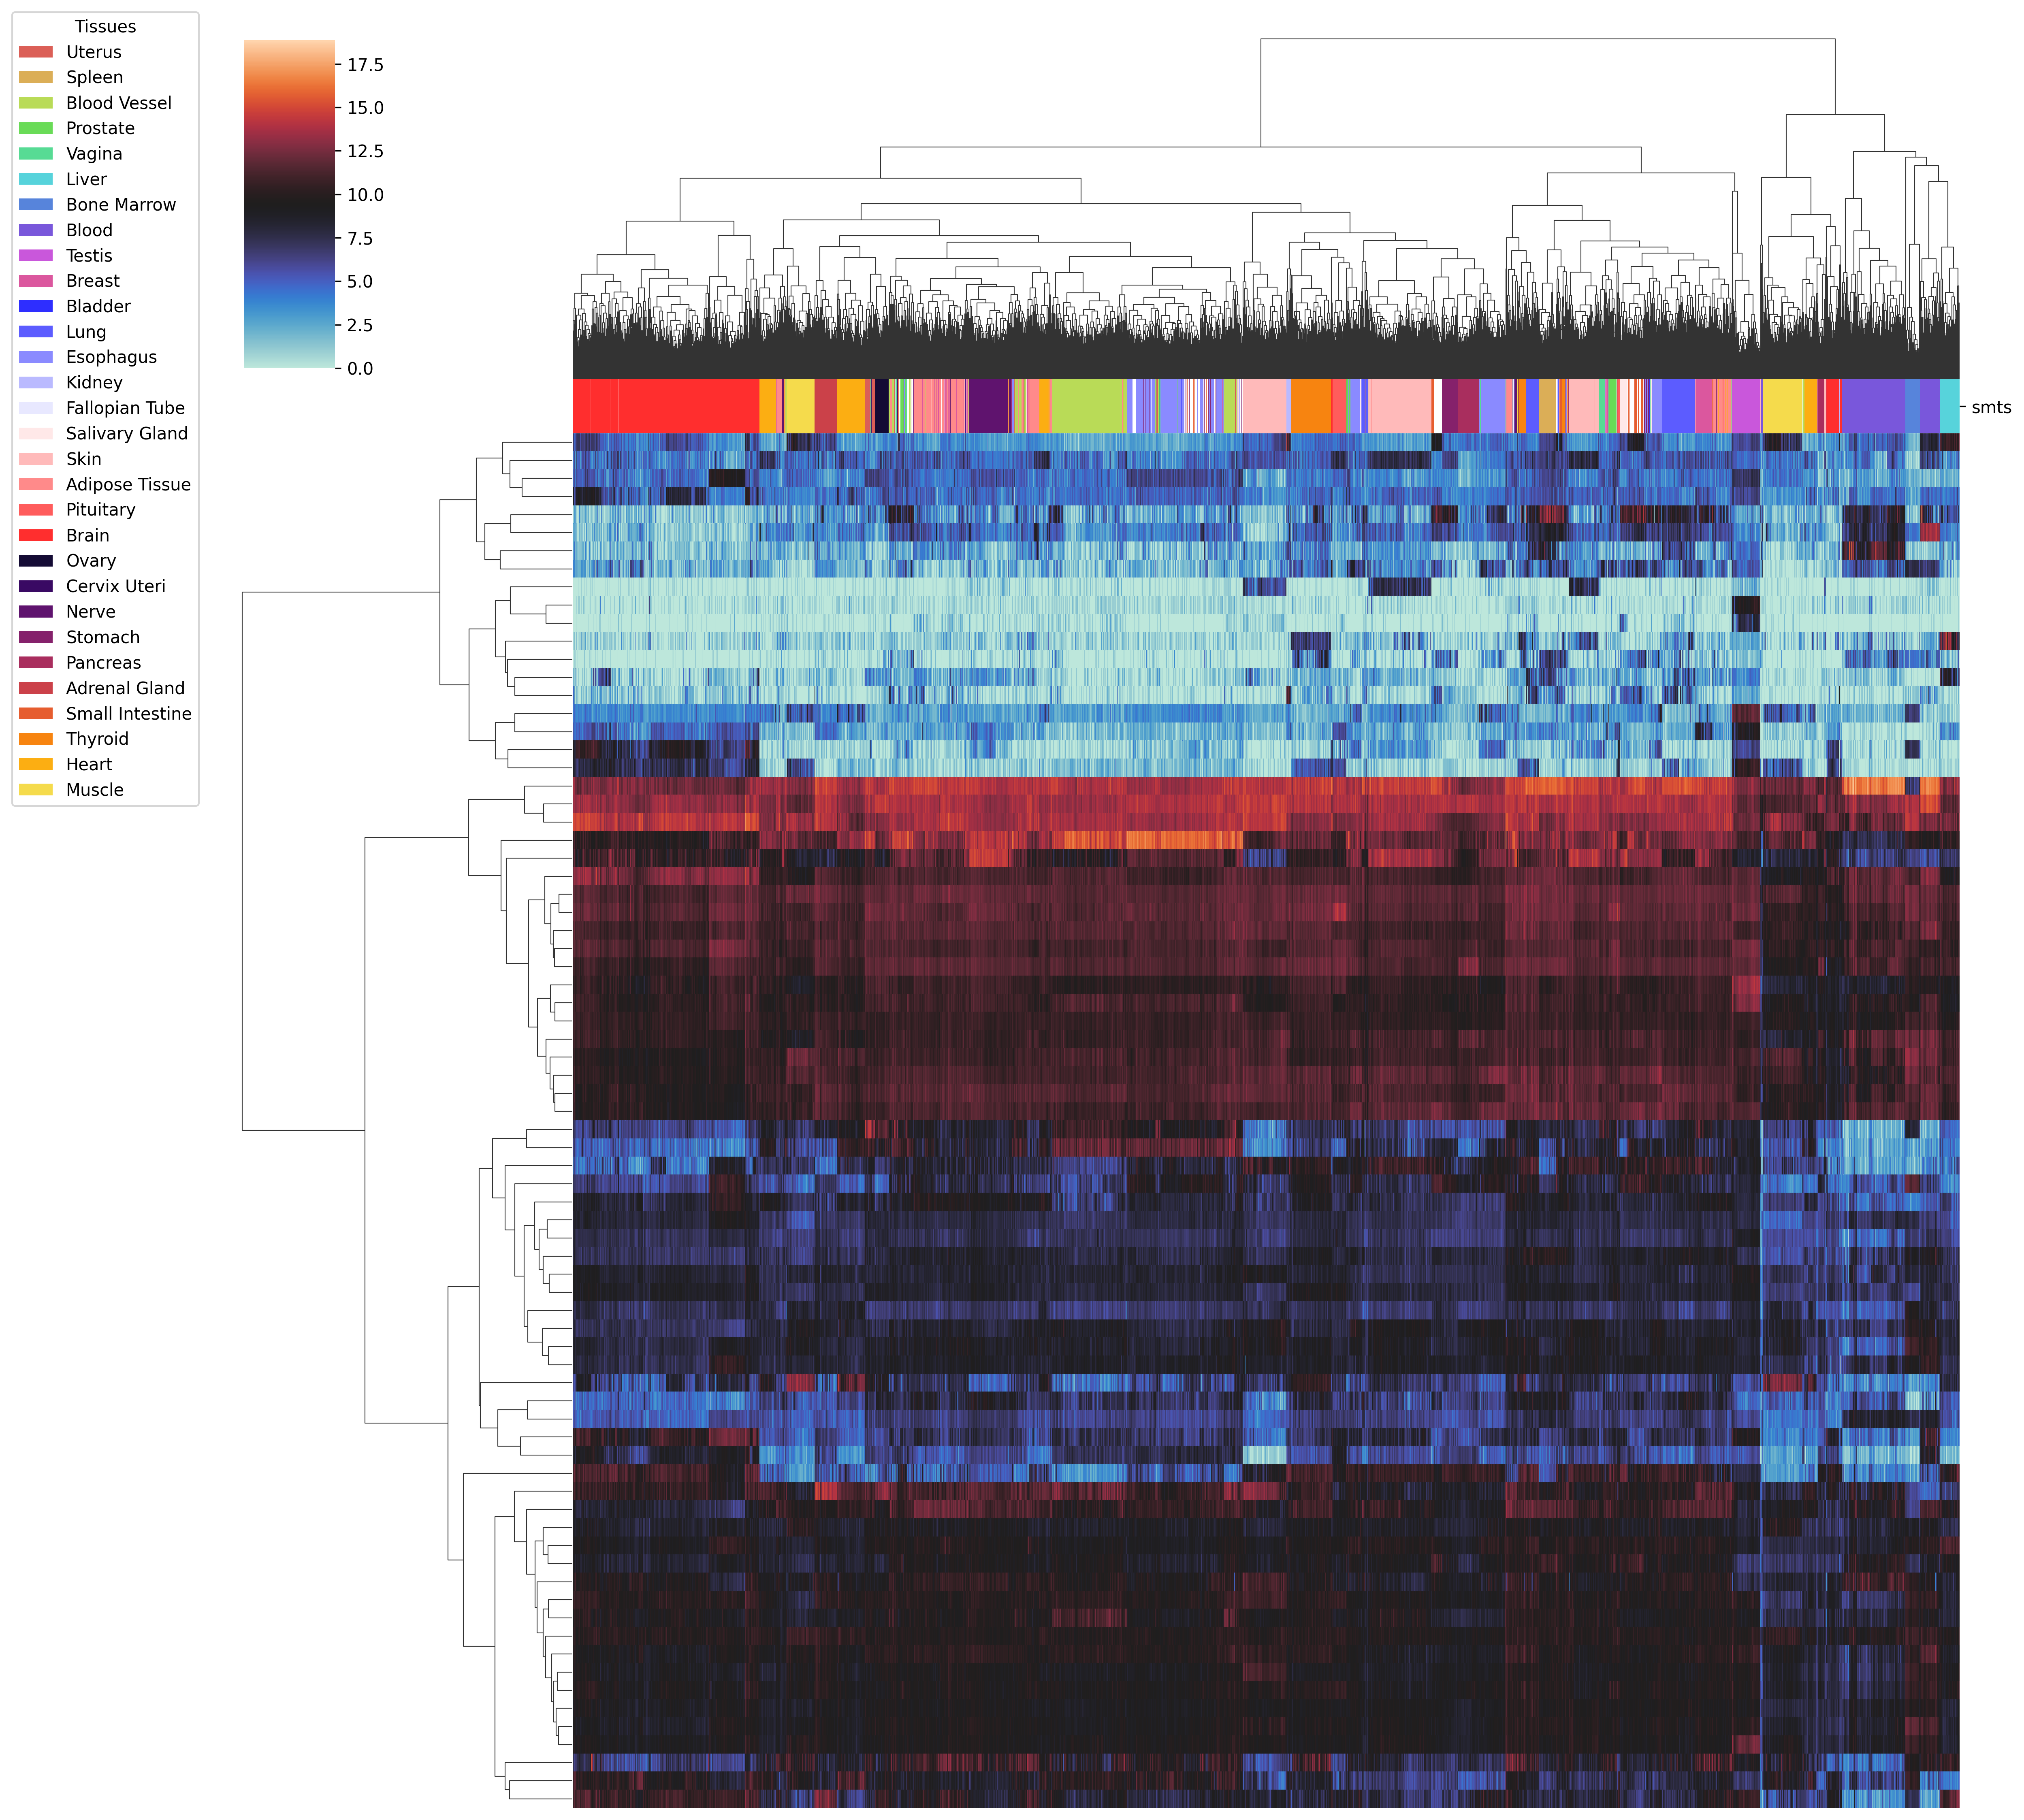 Tissues
Uterus
Spleen
Blood Vessel
Prostate
Vagina
Liver
Bone Marrow
Blood
Testis
Breast
Bladder
Lung
Esophagus
Kidney
Fallopian Tube
Salivary Gland
Skin
Adipose Tissue
Pituitary
Brain
Ovary
Cervix Uteri
Nerve
Stomach
Pancreas
Adrenal Gland
Small Intestine
Thyroid
Heart
Muscle
17.5
15.0
12.5
10.0
7.5
5.0
2.5
0.0
smts